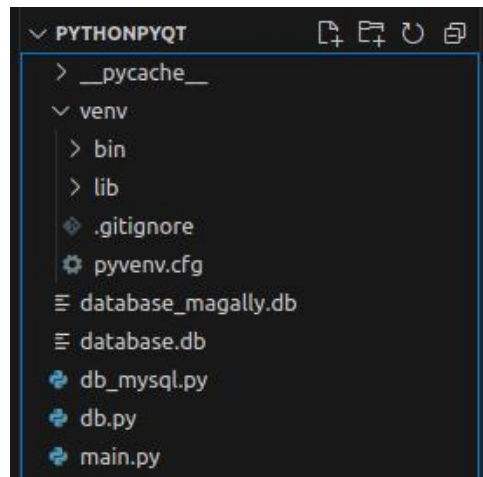 PYTHONPYQT
__pycache__
venv
bin
lib
.gitignore
pyvenv.cfg
database_magally.db
database.db
db_mysql.py
db.py
main.py